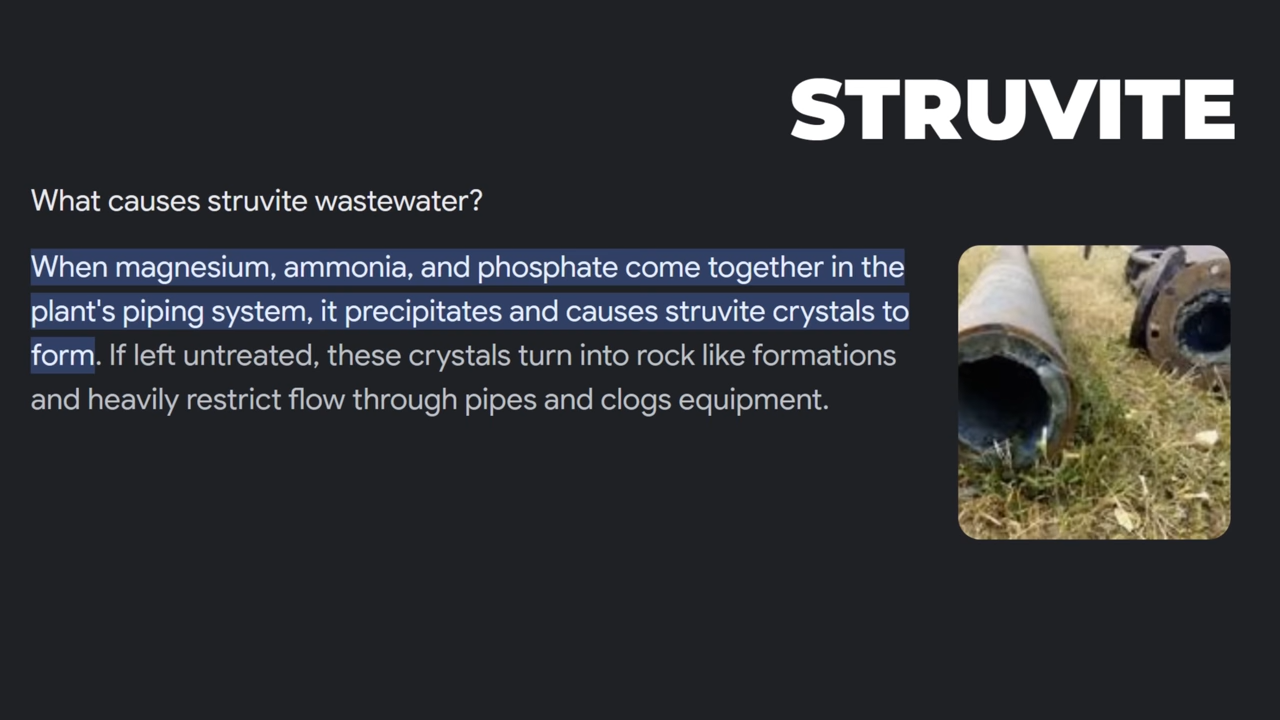 STRUVITE
What causes struvite wastewater?
When magnesium, ammonia, and phosphate come together in the
plant's piping system, it precipitates and causes struvite crystals to
form. If left untreated, these crystals turn into rock like formations
and heavily restrict flow through pipes and clogs equipment.